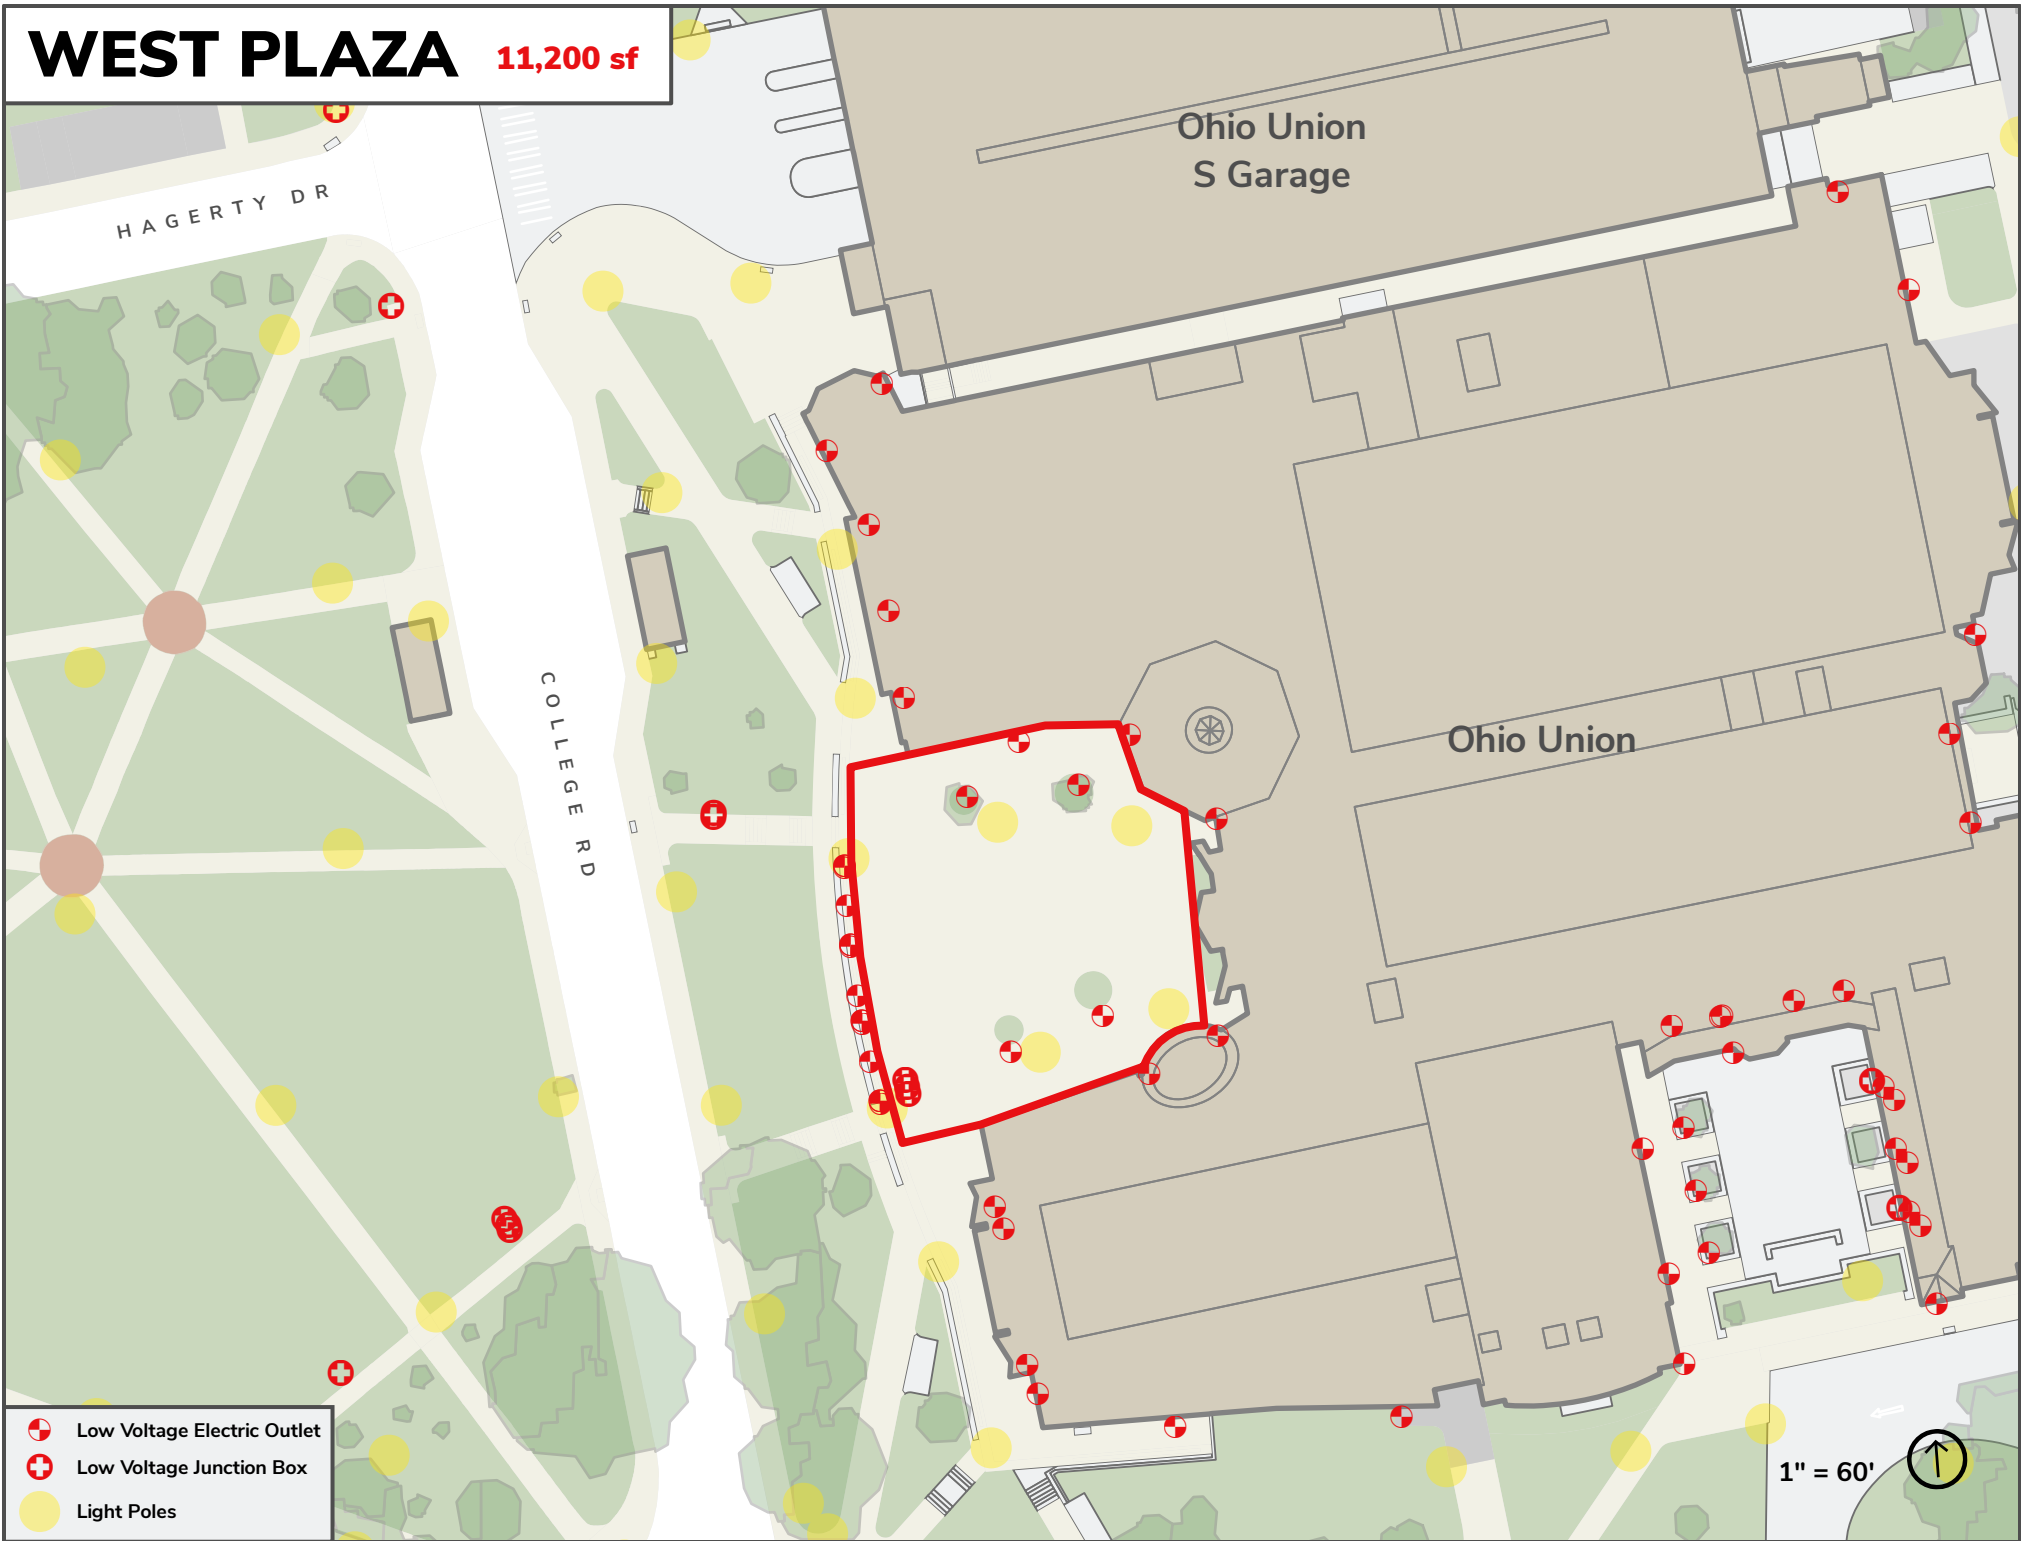 WEST PLAZA 11,200 sf
Ohio Union
S Garage
HAGERTY DR
COLLEGE RD
Ohio Union
Low Voltage Electric Outlet
Low Voltage Junction Box
Light Poles
1" = 60'